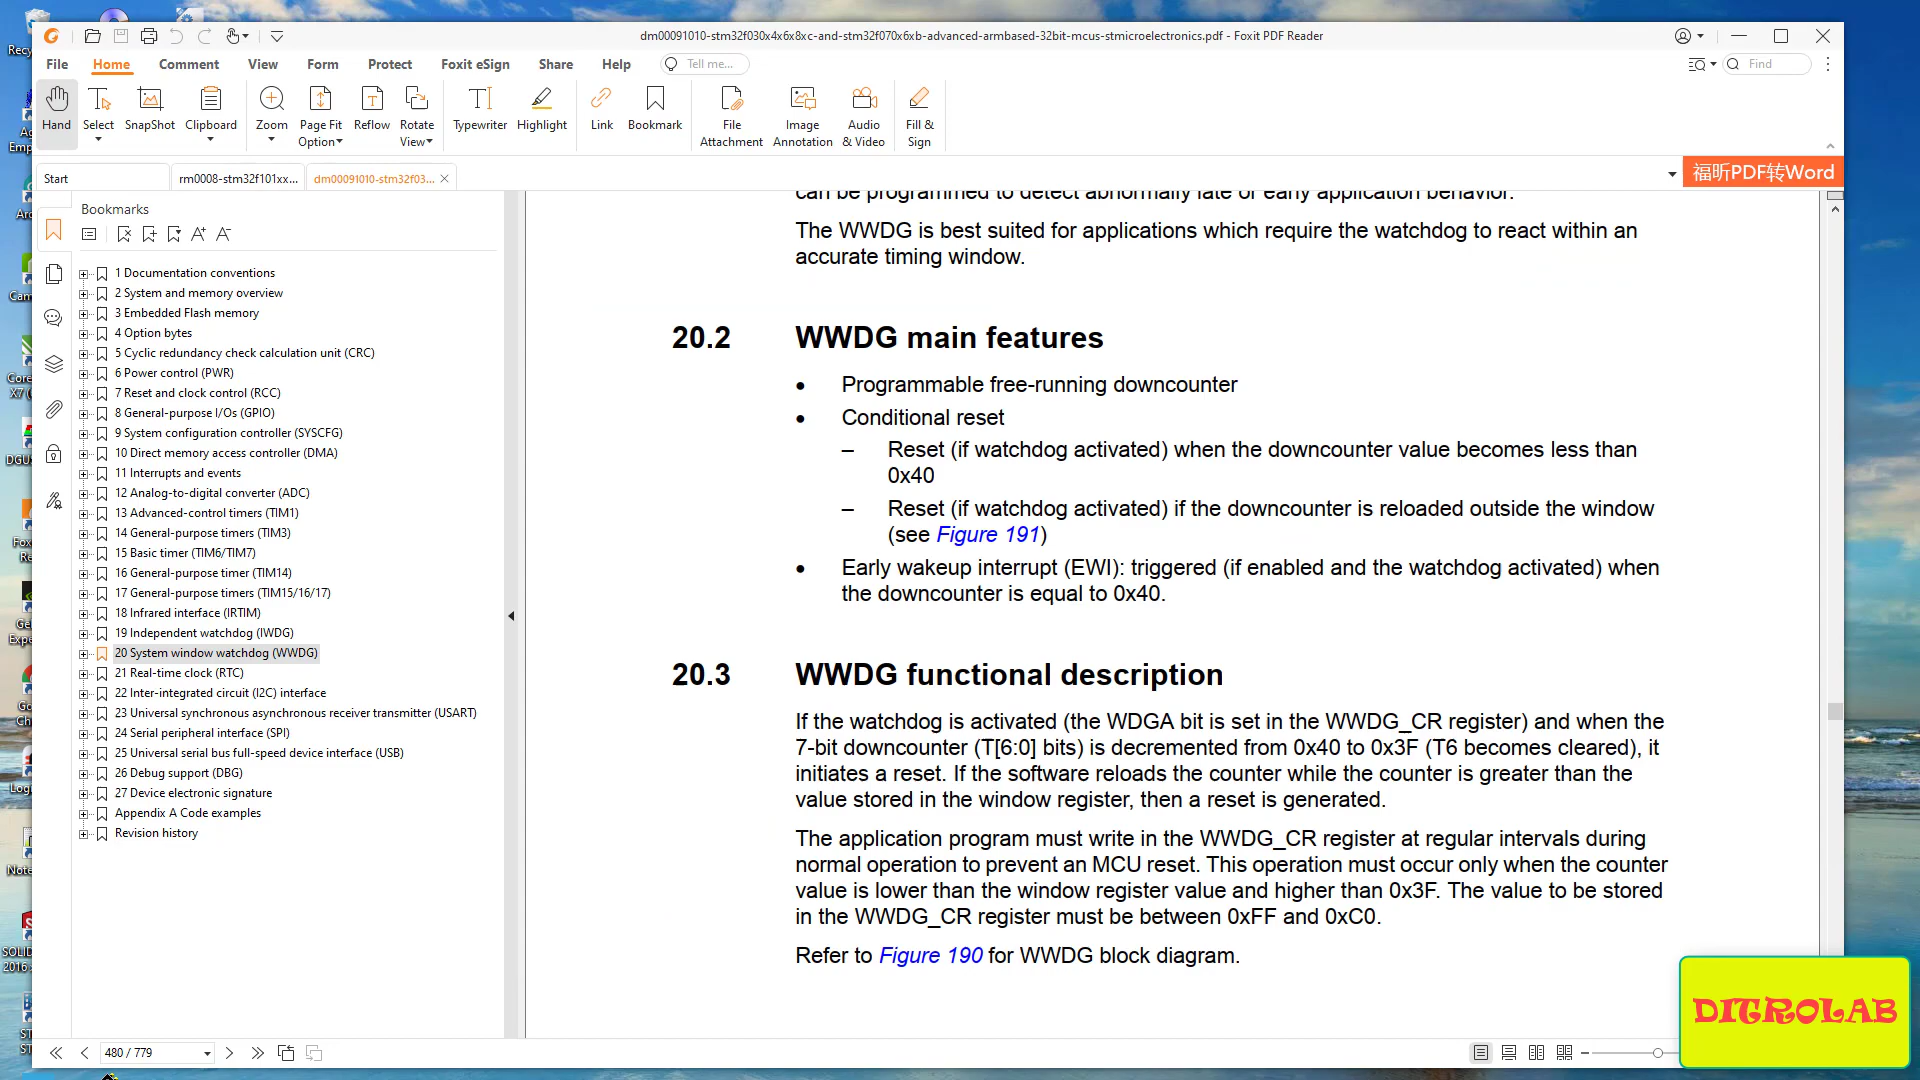 dm00091010-stm32f030x4x6x8xc-and-stm32f070x6xb-advanced-armbased-32bit-mcus-stmicroelectronics.pdf - Foxit PDF Reader
File Home Comment View Form Protect Foxit eSign Share Help Tell me... Find
Hand Select SnapShot Clipboard Zoom Page Fit Option Reflow Rotate View Typewriter Highlight Link Bookmark File Attachment Image Annotation Audio & Video Fill & Sign
Start rm0008-stm32f101xx... dm00091010-stm32f03... 福昕PDF转Word
Bookmarks
1 Documentation conventions
2 System and memory overview
3 Embedded Flash memory
4 Option bytes
5 Cyclic redundancy check calculation unit (CRC)
6 Power control (PWR)
7 Reset and clock control (RCC)
8 General-purpose I/Os (GPIO)
9 System configuration controller (SYSCFG)
10 Direct memory access controller (DMA)
11 Interrupts and events
12 Analog-to-digital converter (ADC)
13 Advanced-control timers (TIM1)
14 General-purpose timers (TIM3)
15 Basic timer (TIM6/TIM7)
16 General-purpose timer (TIM14)
17 General-purpose timers (TIM15/16/17)
18 Infrared interface (IRTIM)
19 Independent watchdog (IWDG)
20 System window watchdog (WWDG)
21 Real-time clock (RTC)
22 Inter-integrated circuit (I2C) interface
23 Universal synchronous asynchronous receiver transmitter (USART)
24 Serial peripheral interface (SPI)
25 Universal serial bus full-speed device interface (USB)
26 Debug support (DBG)
27 Device electronic signature
Appendix A Code examples
Revision history
can be programmed to detect abnormally late or early application behavior.
The WWDG is best suited for applications which require the watchdog to react within an
accurate timing window.
20.2 WWDG main features
• Programmable free-running downcounter
• Conditional reset
– Reset (if watchdog activated) when the downcounter value becomes less than
0x40
– Reset (if watchdog activated) if the downcounter is reloaded outside the window
(see Figure 191)
• Early wakeup interrupt (EWI): triggered (if enabled and the watchdog activated) when
the downcounter is equal to 0x40.
20.3 WWDG functional description
If the watchdog is activated (the WDGA bit is set in the WWDG_CR register) and when the
7-bit downcounter (T[6:0] bits) is decremented from 0x40 to 0x3F (T6 becomes cleared), it
initiates a reset. If the software reloads the counter while the counter is greater than the
value stored in the window register, then a reset is generated.
The application program must write in the WWDG_CR register at regular intervals during
normal operation to prevent an MCU reset. This operation must occur only when the counter
value is lower than the window register value and higher than 0x3F. The value to be stored
in the WWDG_CR register must be between 0xFF and 0xC0.
Refer to Figure 190 for WWDG block diagram.
480 / 779
DITROLAB